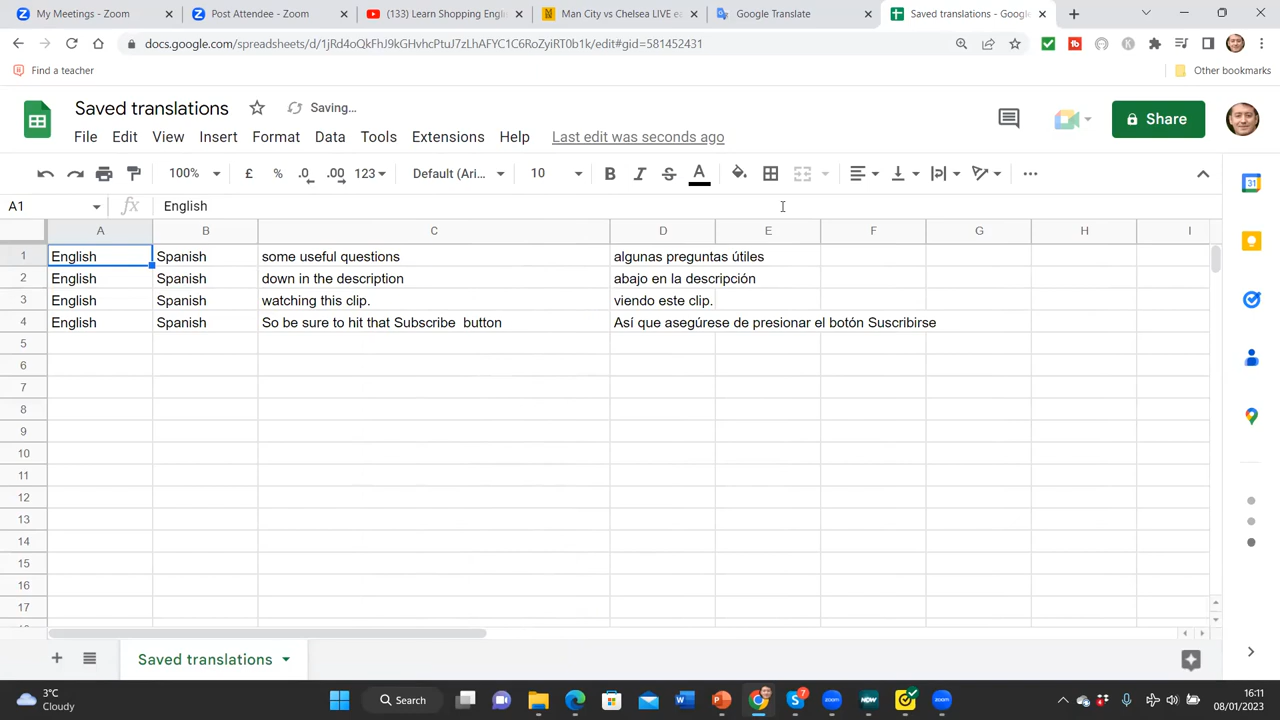 My Meetings - Zoom
Post Attendee - Zoom
(133) Learn Shopping Engli
Man City vs Chelsea LIVE e
Google Translate
Saved translations - Google
docs.google.com/spreadsheets/d/1jRd4oQkFhJ9kGHvhcPtuJ7zLhAFYC1C6RoZyiRT0b1k/edit#gid=581452431
Find a teacher
Other bookmarks
Saved translations
Saving…
Share
File Edit View Insert Format Data Tools Extensions Help Last edit was seconds ago
100% £ % .0 .00 123 Default (Ari... 10 B I S A
31
A1 fx English
A B C D E F G H I
1 English Spanish some useful questions algunas preguntas útiles
2 English Spanish down in the description abajo en la descripción
3 English Spanish watching this clip. viendo este clip.
4 English Spanish So be sure to hit that Subscribe button Así que asegúrese de presionar el botón Suscribirse
5
6
7
8
9
10
11
12
13
14
15
16
17
Saved translations
3°C
Cloudy
Search
7
NOW
16:11
08/01/2023